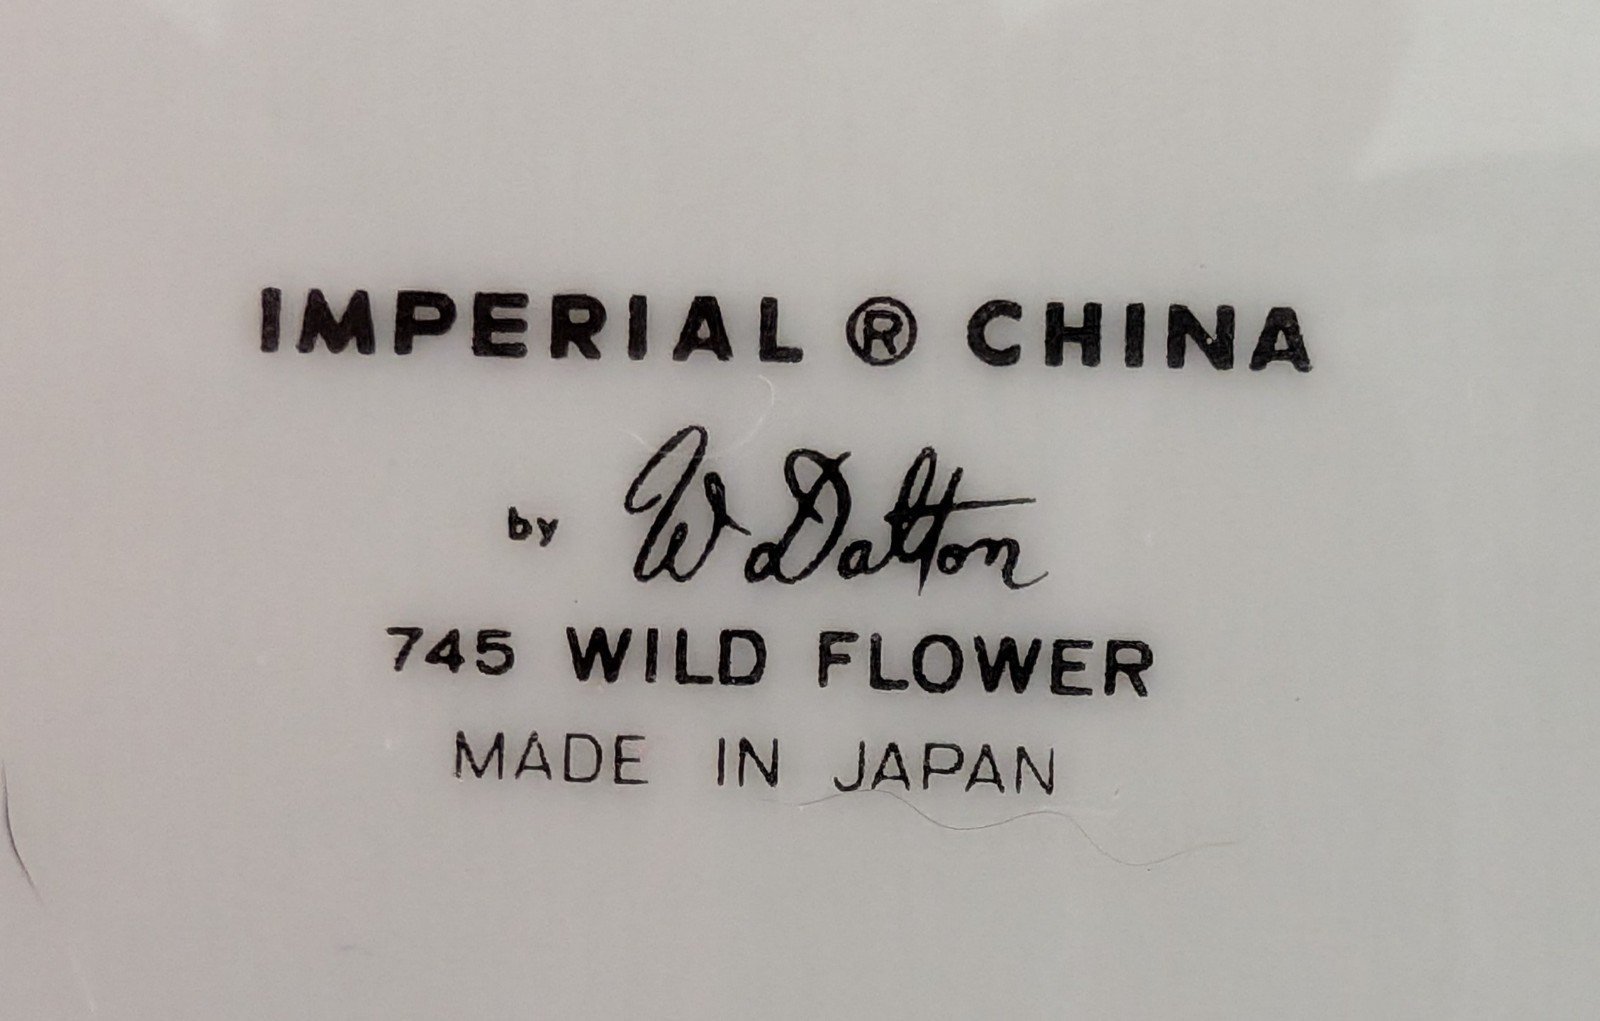 IMPERIAL ® CHINA
by W. Dalton
745 WILD FLOWER
MADE IN JAPAN